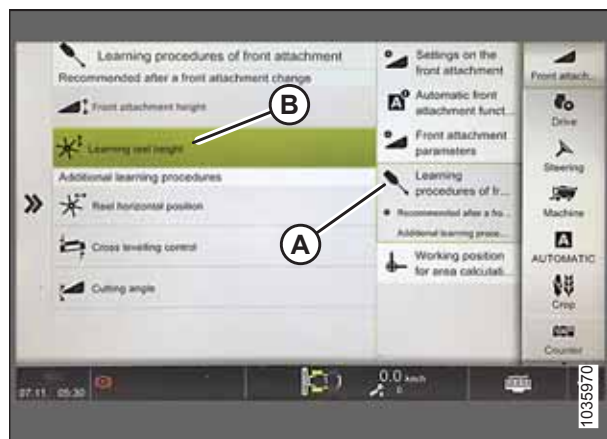 Learning procedures of front attachment
Recommended after a front attachment change
Front attachment height
Learning reel height
Additional learning procedures
Reel horizontal position
Cross levelling control
Cutting angle
Settings on the
front attachment
Automatic front
attachment funct...
Front attachment
parameters
Learning
procedures of fr...
Recommended after a fro...
Additional learning proce...
Working position
for area calculati...
Front attach...
Drive
Steering
Machine
A
AUTOMATIC
Crop
Counter
B
A
07.11 05:30
0.0 km/h
0
1035970